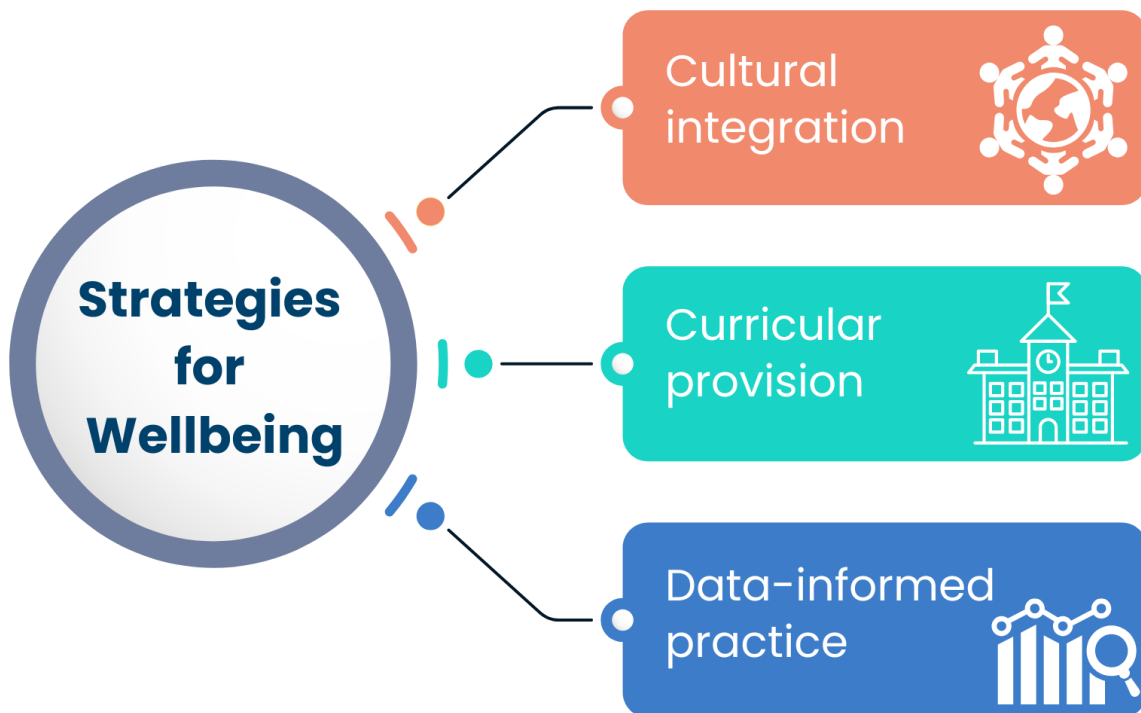 Strategies
for
Wellbeing
Cultural
integration
Curricular
provision
Data-informed
practice